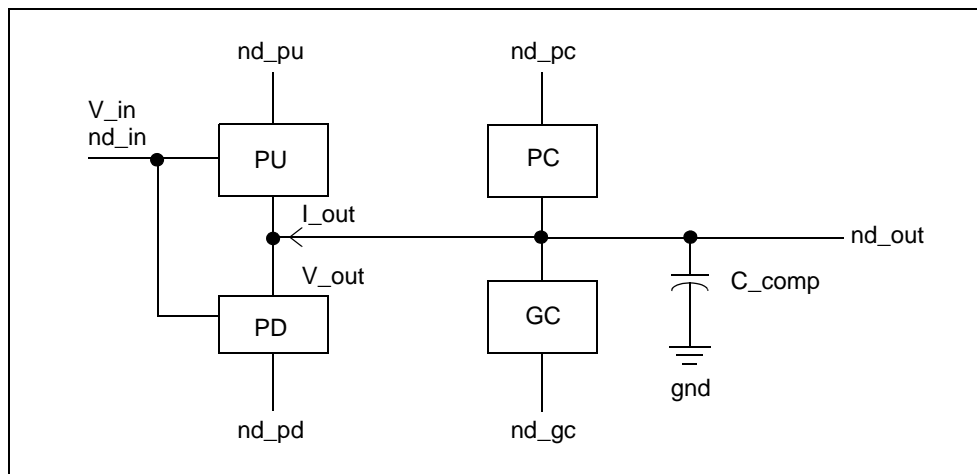 nd_pu
nd_pc
V_in
nd_in
PU
PC
I_out
nd_out
V_out
C_comp
PD
GC
gnd
nd_pd
nd_gc